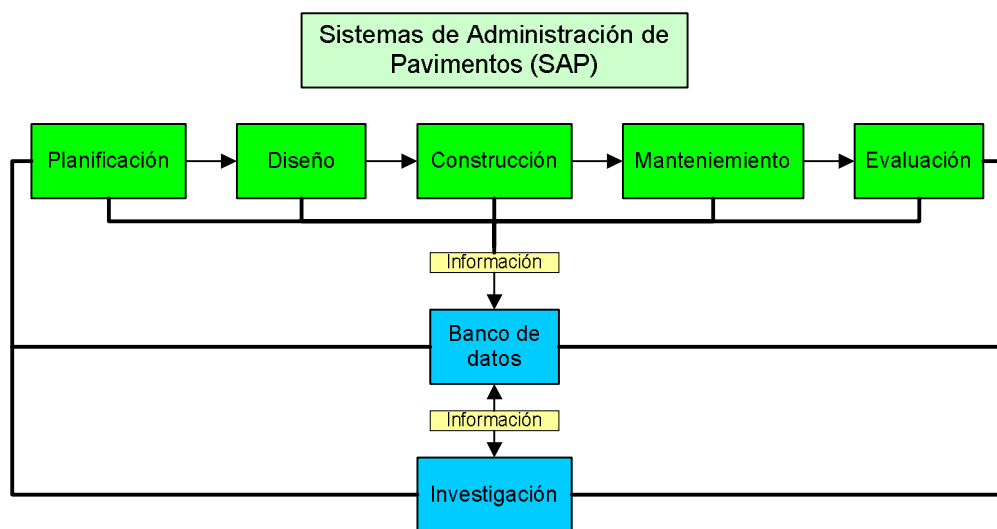 Sistemas de Administración de
Pavimentos (SAP)
Planificación
Diseño
Construcción
Manteniemiento
Evaluación
Información
Banco de
datos
Información
Investigación